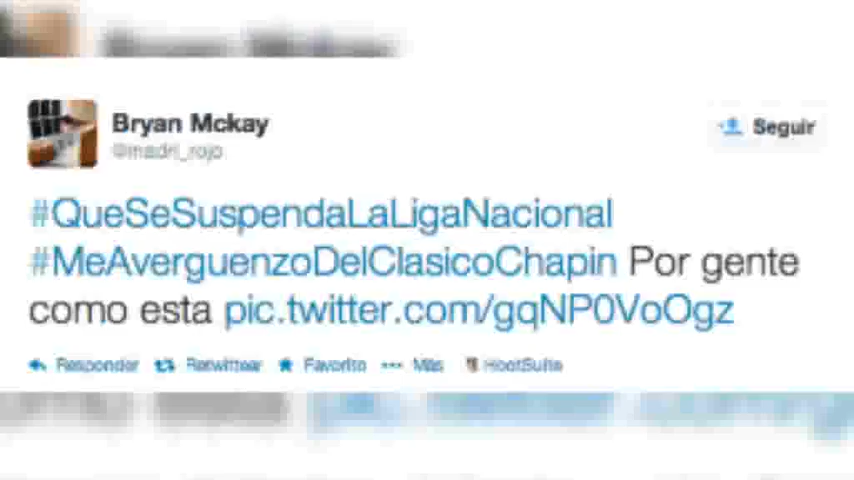 Bryan Mckay
@madri_rojo
Seguir
#QueSeSuspendaLaLigaNacional
#MeAverguenzoDelClasicoChapin Por gente
como esta pic.twitter.com/gqNP0VoOgz
Responder Retwittear Favorito Más HootSuite